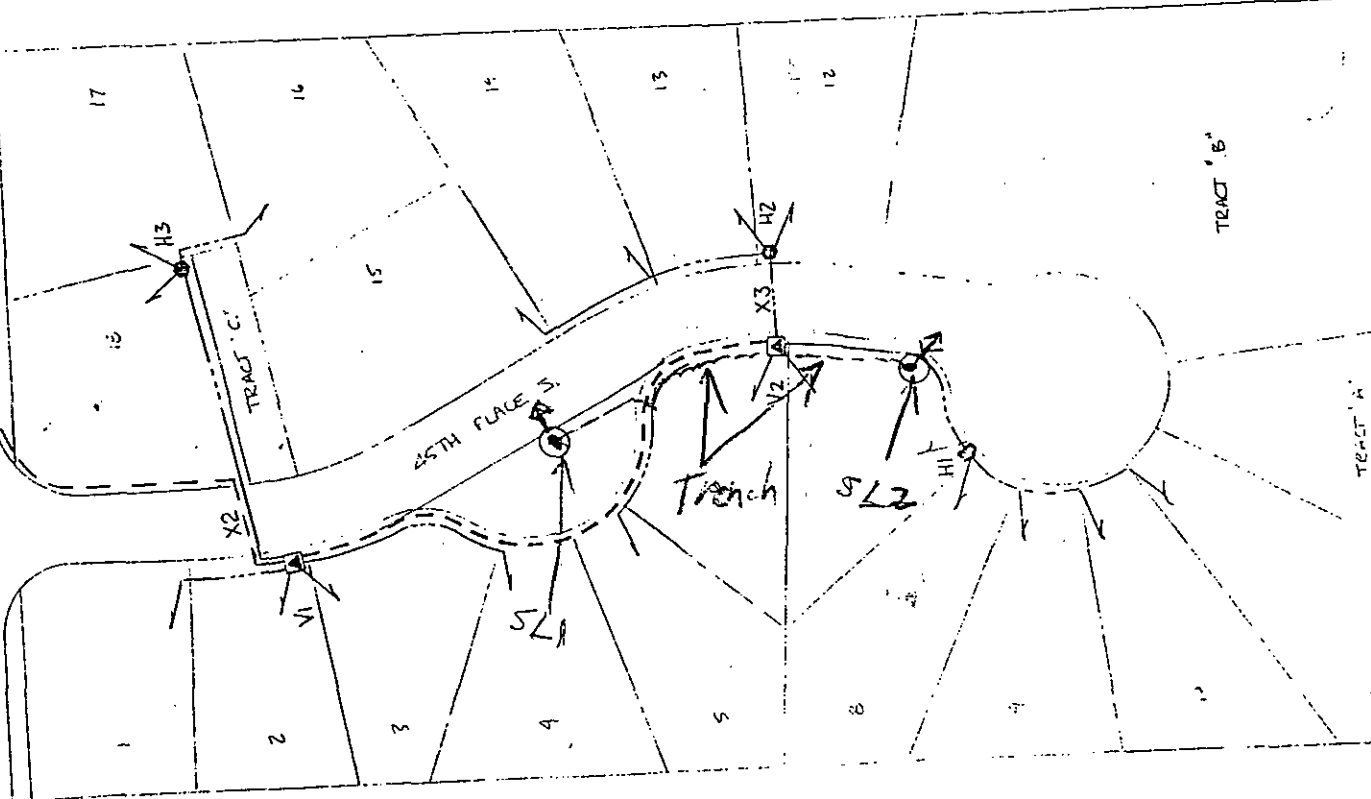 17
16
13
12
TRACT "B"
H3
H2
15
TRACT 'C'
X3
45TH PLACE S.
V2
Trench
SL2
H1
X2
V1
SL1
1
2
3
4
5
8